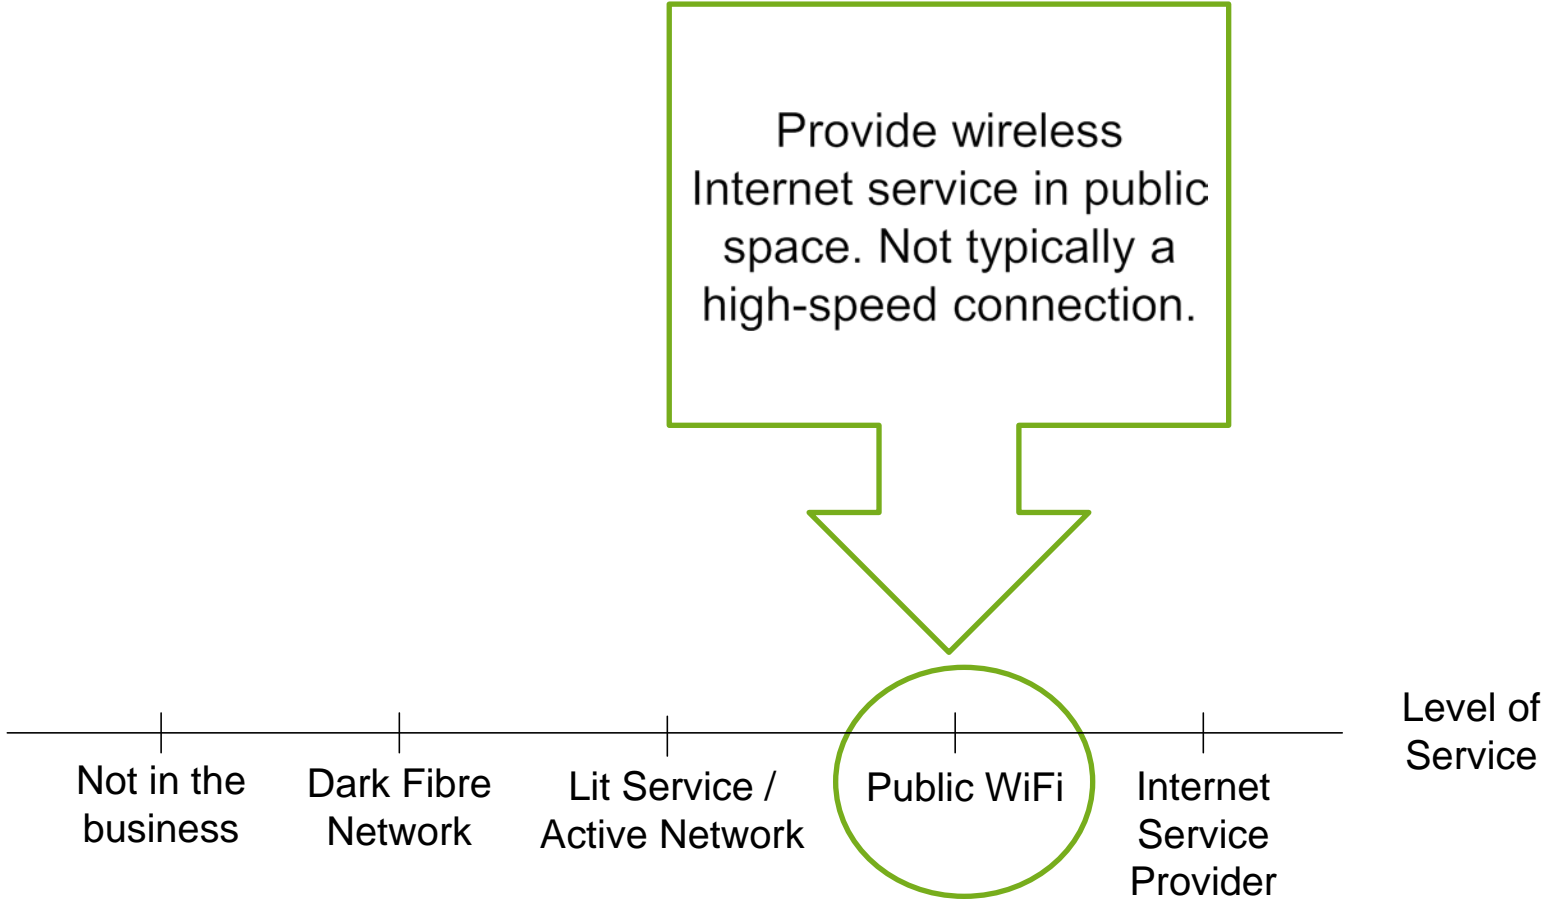 Provide wireless
Internet service in public
space. Not typically a
high-speed connection.
Level of
Service
Not in the
business
Dark Fibre
Network
Lit Service /
Active Network
Public WiFi
Internet
Service
Provider